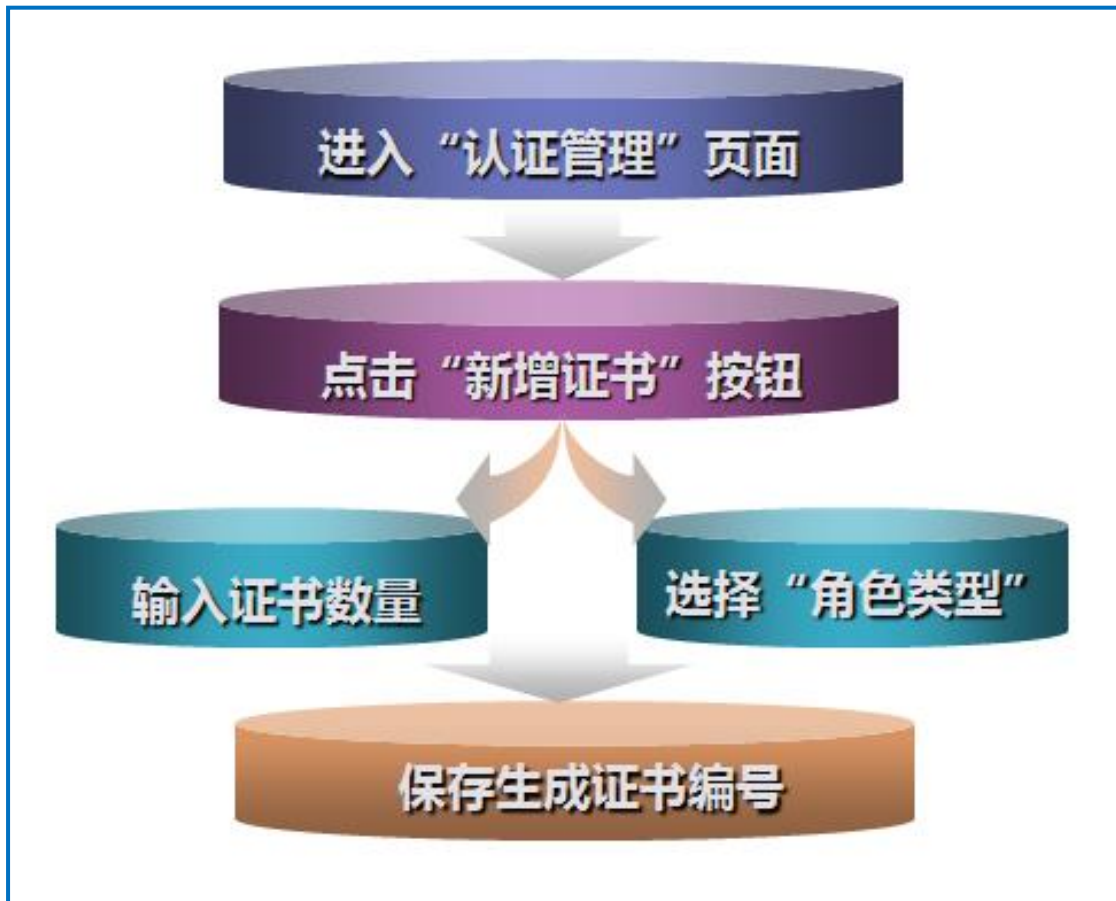 进入“认证管理”页面
点击“新增证书”按钮
输入证书数量
选择“角色类型”
保存生成证书编号